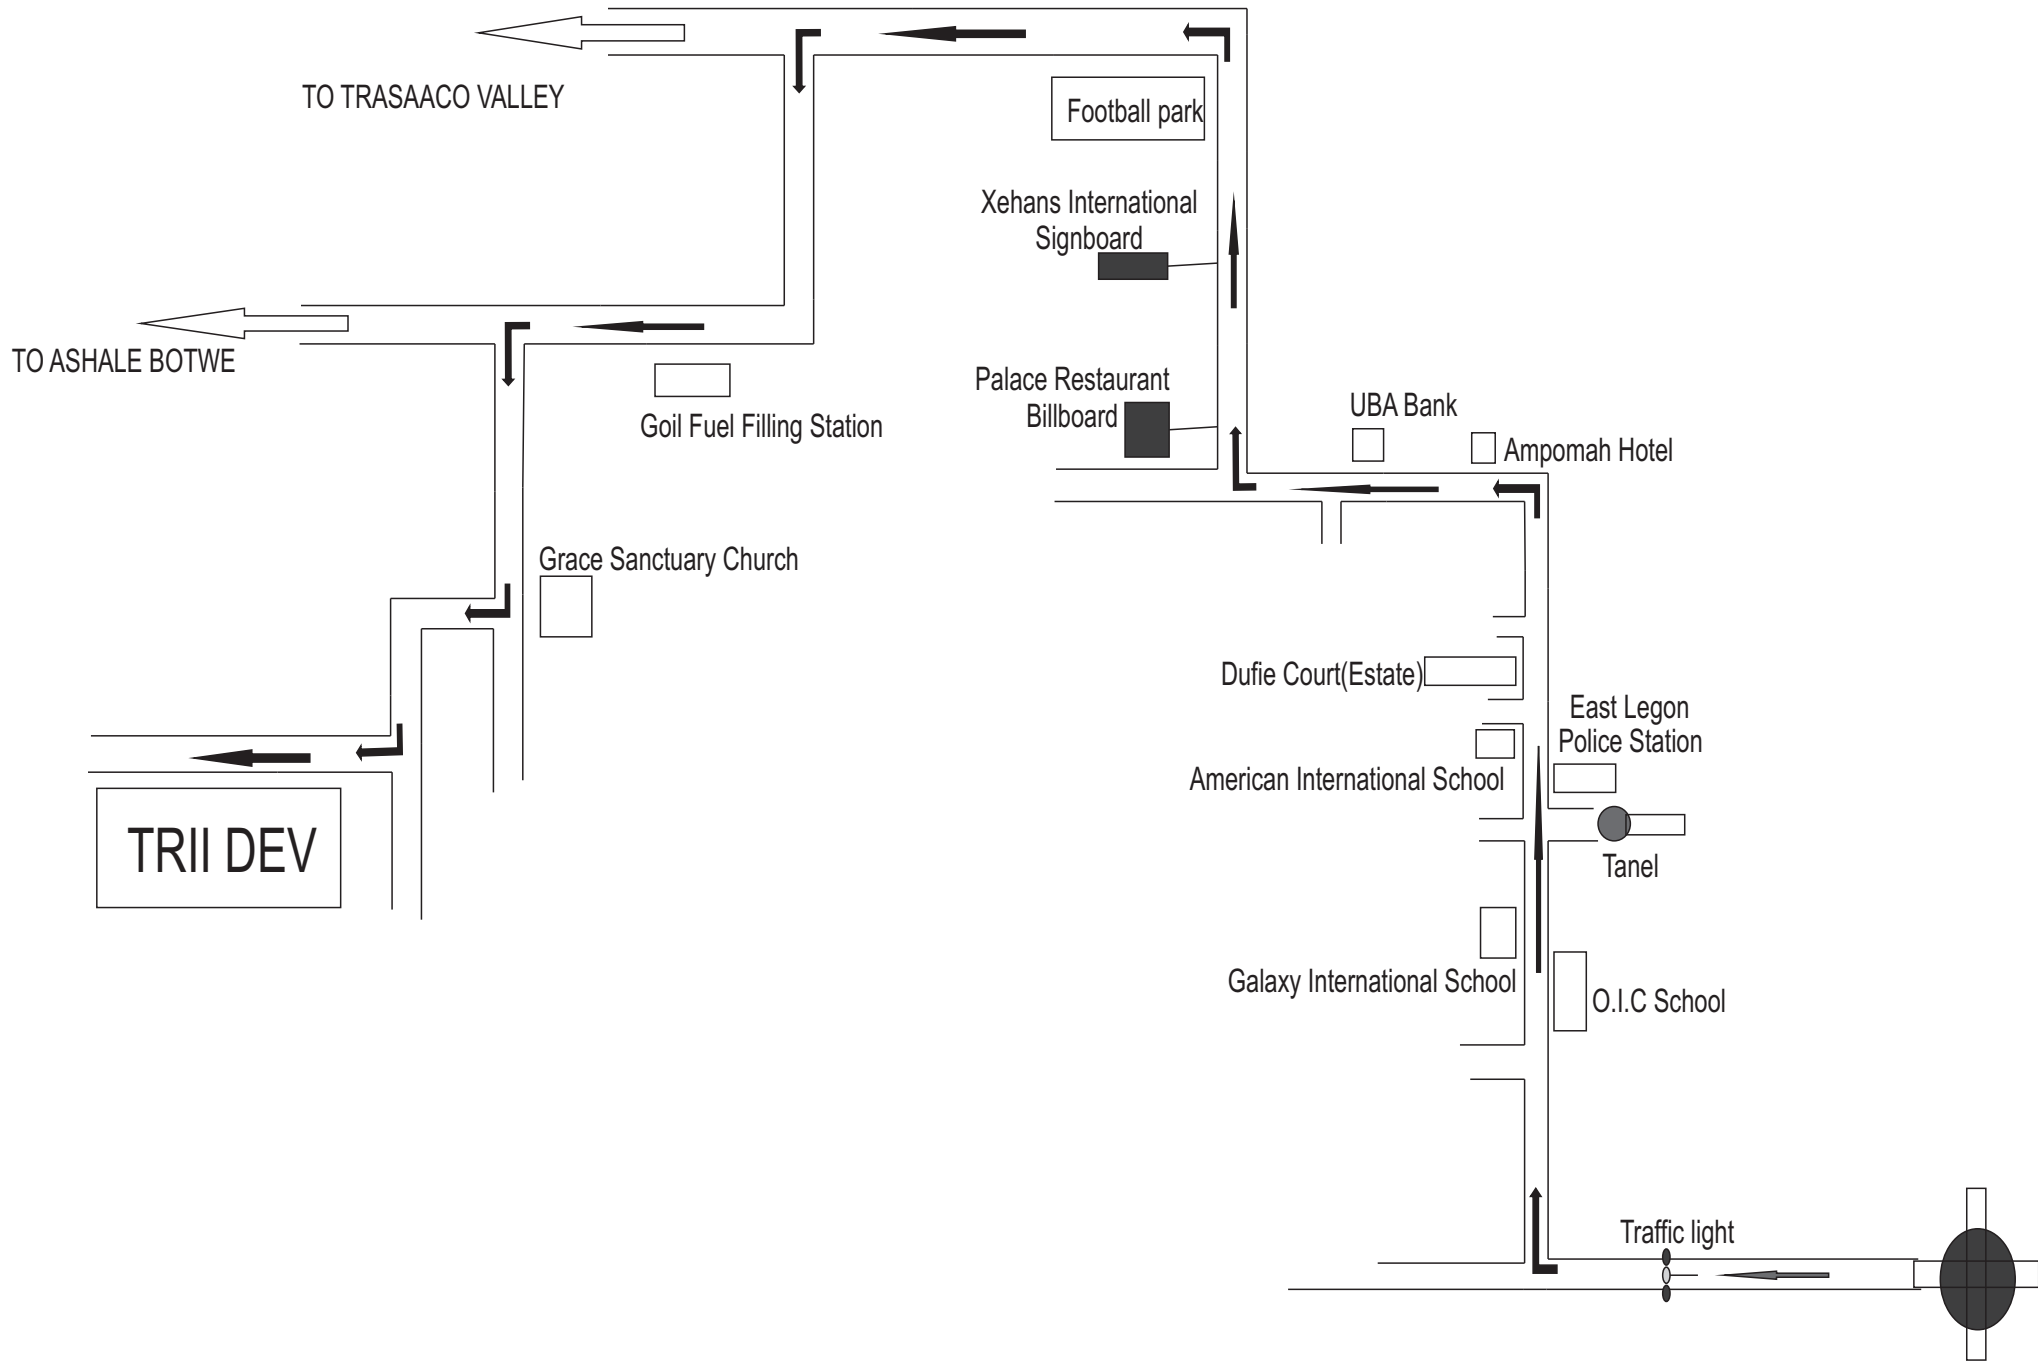 TO TRASAACO VALLEY
Football park
Xehans International
Signboard
TO ASHALE BOTWE
Goil Fuel Filling Station
Palace Restaurant
Billboard
UBA Bank
Ampomah Hotel
Grace Sanctuary Church
Dufie Court(Estate)
East Legon
Police Station
American International School
TRII DEV
Tanel
Galaxy International School
O.I.C School
Traffic light